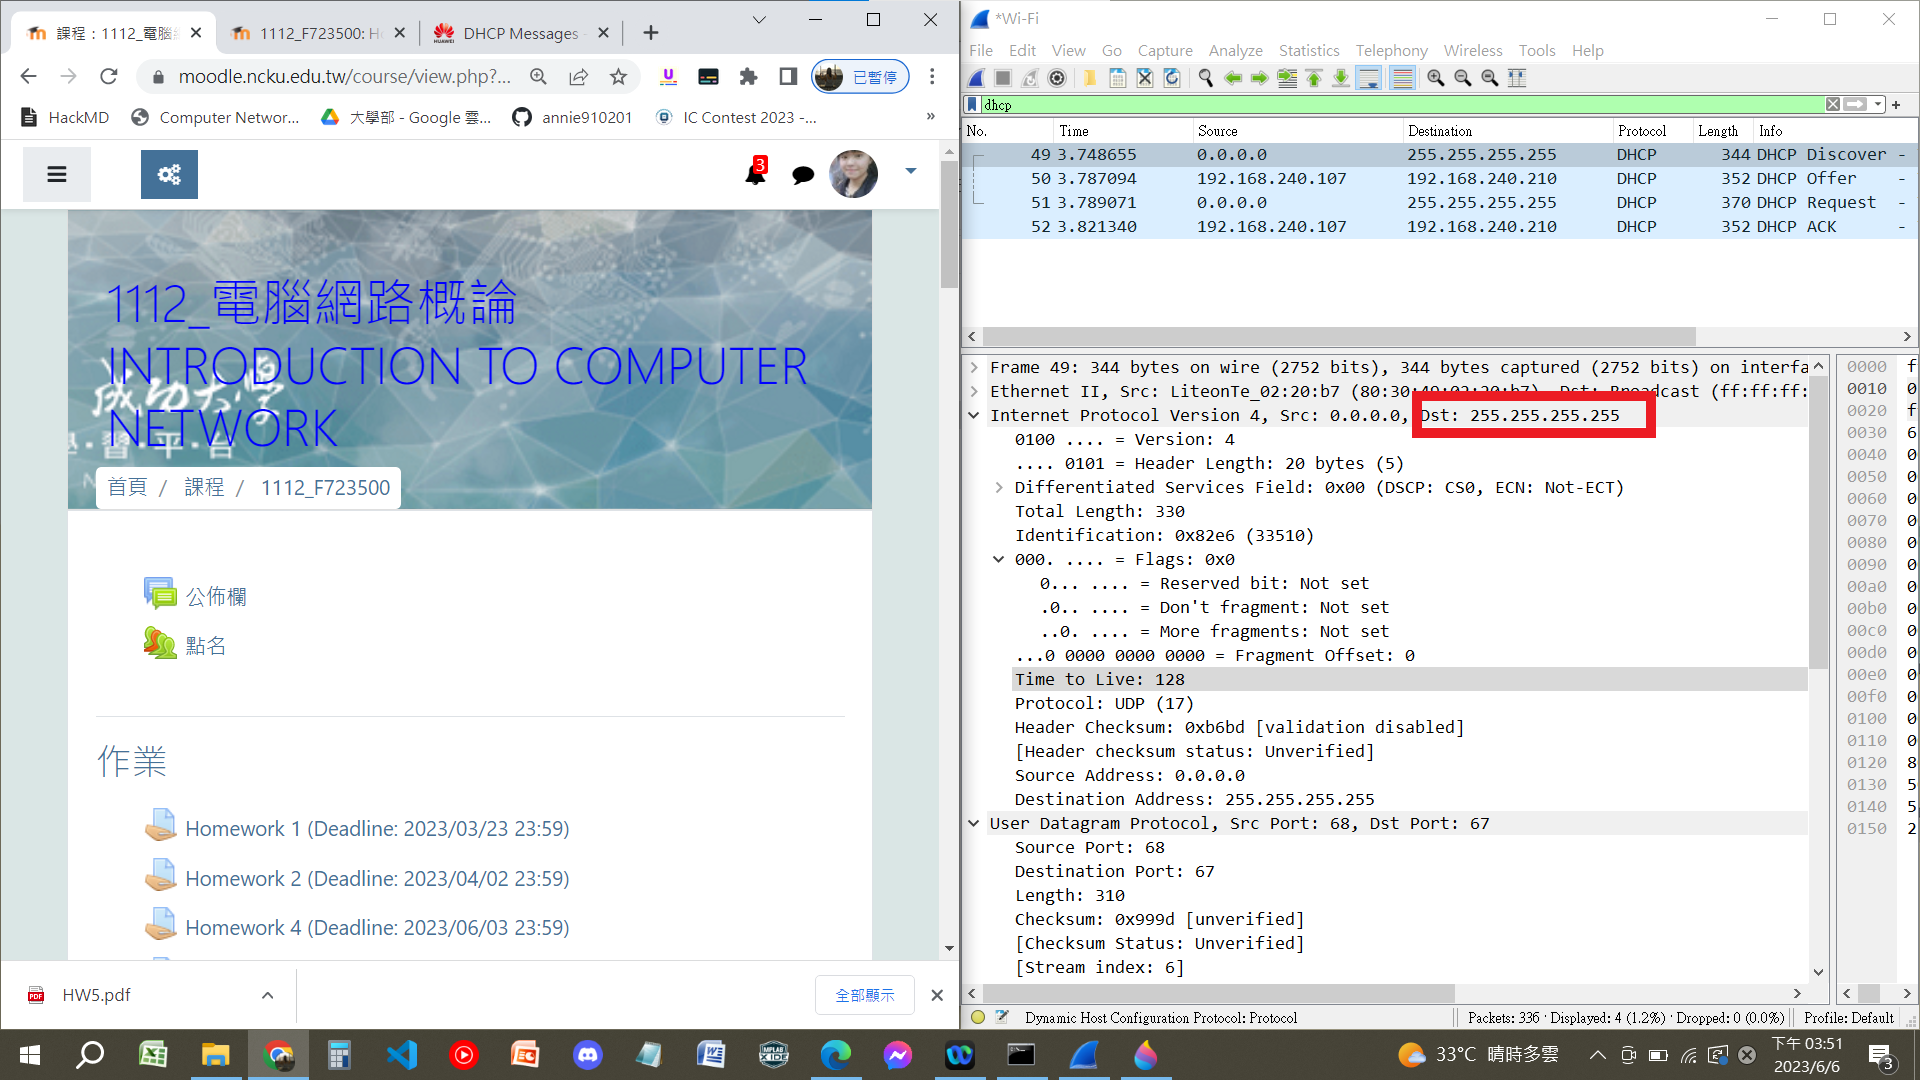 課程：1112_電腦
1112_F723500: H
DHCP Messages
moodle.ncku.edu.tw/course/view.php?...
已暫停
HackMD
Computer Networ...
大學部 - Google 雲...
annie910201
IC Contest 2023 -...
»
3
1112_電腦網路概論
INTRODUCTION TO COMPUTER
NETWORK
成功大學
學·習·平·台
首頁 / 課程 / 1112_F723500
公佈欄
點名
作業
Homework 1 (Deadline: 2023/03/23 23:59)
Homework 2 (Deadline: 2023/04/02 23:59)
Homework 4 (Deadline: 2023/06/03 23:59)
HW5.pdf
全部顯示
*Wi-Fi
File Edit View Go Capture Analyze Statistics Telephony Wireless Tools Help
dhcp
No. Time Source Destination Protocol Length Info
49 3.748655 0.0.0.0 255.255.255.255 DHCP 344 DHCP Discover -
50 3.787094 192.168.240.107 192.168.240.210 DHCP 352 DHCP Offer -
51 3.789071 0.0.0.0 255.255.255.255 DHCP 370 DHCP Request -
52 3.821340 192.168.240.107 192.168.240.210 DHCP 352 DHCP ACK -
Frame 49: 344 bytes on wire (2752 bits), 344 bytes captured (2752 bits) on interfa
Ethernet II, Src: LiteonTe_02:20:b7 (80:30:49:02:20:b7), Dst: Broadcast (ff:ff:ff:
Internet Protocol Version 4, Src: 0.0.0.0, Dst: 255.255.255.255
0100 .... = Version: 4
.... 0101 = Header Length: 20 bytes (5)
Differentiated Services Field: 0x00 (DSCP: CS0, ECN: Not-ECT)
Total Length: 330
Identification: 0x82e6 (33510)
000. .... = Flags: 0x0
0... .... = Reserved bit: Not set
.0.. .... = Don't fragment: Not set
..0. .... = More fragments: Not set
...0 0000 0000 0000 = Fragment Offset: 0
Time to Live: 128
Protocol: UDP (17)
Header Checksum: 0xb6bd [validation disabled]
[Header checksum status: Unverified]
Source Address: 0.0.0.0
Destination Address: 255.255.255.255
User Datagram Protocol, Src Port: 68, Dst Port: 67
Source Port: 68
Destination Port: 67
Length: 310
Checksum: 0x999d [unverified]
[Checksum Status: Unverified]
[Stream index: 6]
0000 f
0010 0
0020 f
0030 6
0040 0
0050 0
0060 0
0070 0
0080 0
0090 0
00a0 0
00b0 0
00c0 0
00d0 0
00e0 0
00f0 0
0100 0
0110 0
0120 8
0130 5
0140 5
0150 2
Dynamic Host Configuration Protocol: Protocol
Packets: 336 · Displayed: 4 (1.2%) · Dropped: 0 (0.0%)
Profile: Default
33°C 晴時多雲
下午 03:51
2023/6/6
3